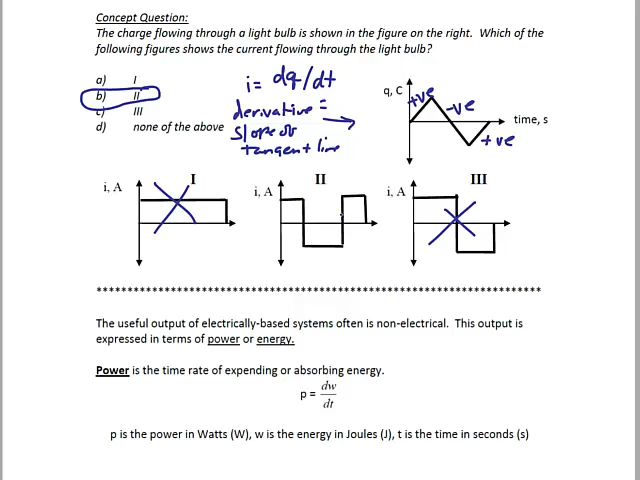 Concept Question:
The charge flowing through a light bulb is shown in the figure on the right. Which of the
following figures shows the current flowing through the light bulb?
a) I
b) II
c) III
d) none of the above
i = dq/dt
derivative =
slope of
tangent line
q, C
+ve
-ve
+ve
time, s
I
i, A
II
i, A
III
i, A
************************************************************************
The useful output of electrically-based systems often is non-electrical. This output is
expressed in terms of power or energy.
Power is the time rate of expending or absorbing energy.
p = dw
dt
p is the power in Watts (W), w is the energy in Joules (J), t is the time in seconds (s)